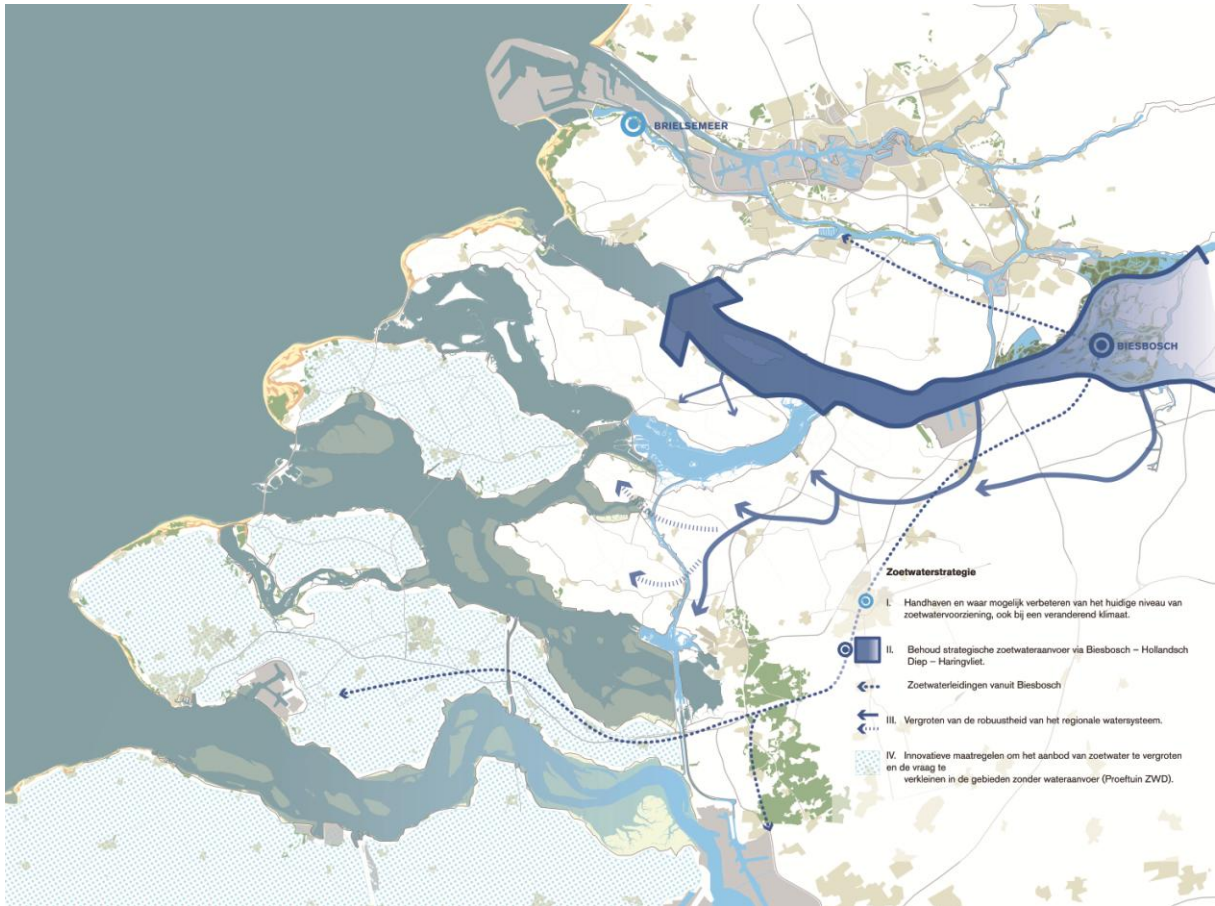 BRIELSEMEER
BIESBOSCH
Zoetwaterstrategie
I. Handhaven en waar mogelijk verbeteren van het huidige niveau van
zoetwatervoorziening, ook bij een veranderend klimaat.
II. Behoud strategische zoetwateraanvoer via Biesbosch – Hollandsch
Diep – Haringvliet.
Zoetwaterleidingen vanuit Biesbosch
III. Vergroten van de robuustheid van het regionale watersysteem.
IV. Innovatieve maatregelen om het aanbod van zoetwater te vergroten
en de vraag te
verkleinen in de gebieden zonder wateraanvoer (Proeftuin ZWD).